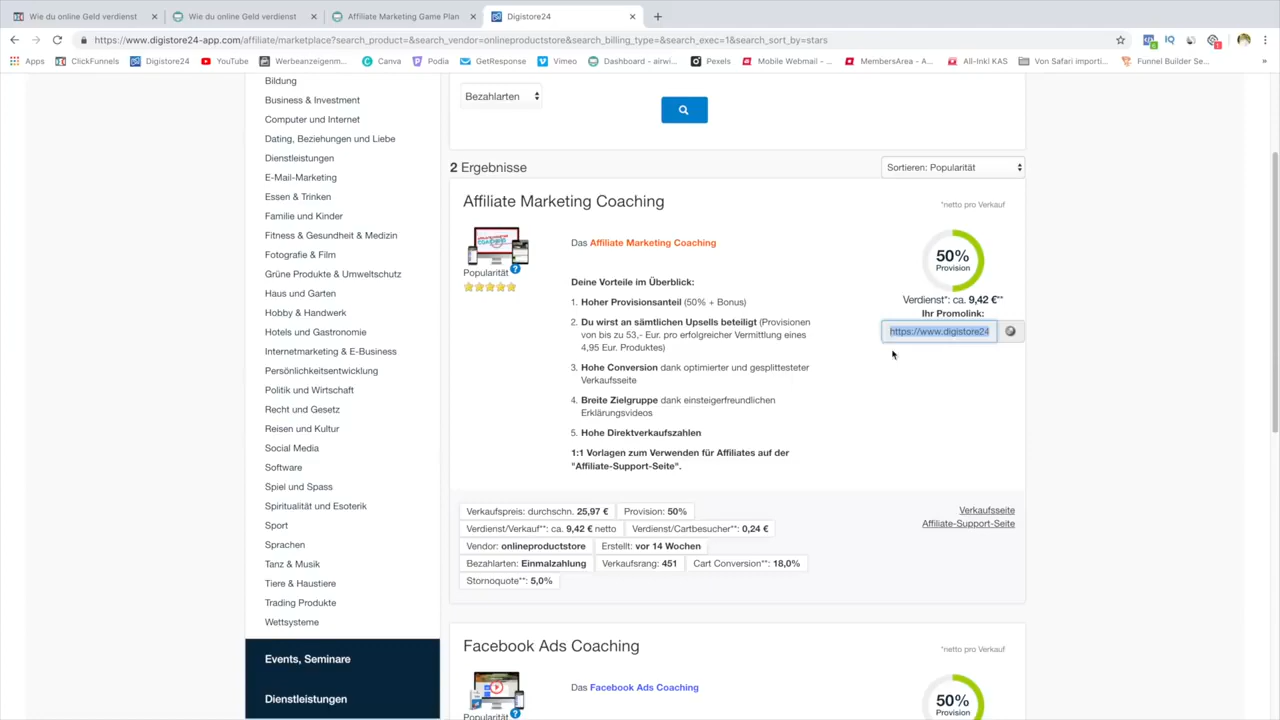 Wie du online Geld verdienst
Wie du online Geld verdienst
Affiliate Marketing Game Plan
Digistore24
https://www.digistore24-app.com/affiliate/marketplace?search_product=&search_vendor=onlineproductstore&search_billing_type=&search_exec=1&search_sort_by=stars
Apps
ClickFunnels
Digistore24
YouTube
Werbeanzeigenm...
Canva
Podia
GetResponse
Vimeo
Dashboard - airwi...
Pexels
Mobile Webmail -...
MembersArea - A...
All-Inkl KAS
Von Safari importi...
Funnel Builder Se...
Bildung
Business & Investment
Computer und Internet
Dating, Beziehungen und Liebe
Dienstleistungen
E-Mail-Marketing
Essen & Trinken
Familie und Kinder
Fitness & Gesundheit & Medizin
Fotografie & Film
Grüne Produkte & Umweltschutz
Haus und Garten
Hobby & Handwerk
Hotels und Gastronomie
Internetmarketing & E-Business
Persönlichkeitsentwicklung
Politik und Wirtschaft
Recht und Gesetz
Reisen und Kultur
Social Media
Software
Spiel und Spass
Spiritualität und Esoterik
Sport
Sprachen
Tanz & Musik
Tiere & Haustiere
Trading Produkte
Wettsysteme
Events, Seminare
Dienstleistungen
Bezahlarten
2 Ergebnisse
Sortieren: Popularität
Affiliate Marketing Coaching
*netto pro Verkauf
Popularität ?
Das Affiliate Marketing Coaching
Deine Vorteile im Überblick:
1. Hoher Provisionsanteil (50% + Bonus)
2. Du wirst an sämtlichen Upsells beteiligt (Provisionen
von bis zu 53,- Eur. pro erfolgreicher Vermittlung eines
4,95 Eur. Produktes)
3. Hohe Conversion dank optimierter und gesplittesteter
Verkaufsseite
4. Breite Zielgruppe dank einsteigerfreundlichen
Erklärungsvideos
5. Hohe Direktverkaufszahlen
1:1 Vorlagen zum Verwenden für Affiliates auf der
"Affiliate-Support-Seite".
50%
Provision
Verdienst*: ca. 9,42 €**
Ihr Promolink:
https://www.digistore24
Verkaufspreis: durchschn. 25,97 €
Provision: 50%
Verdienst/Verkauf**: ca. 9,42 € netto
Verdienst/Cartbesucher**: 0,24 €
Vendor: onlineproductstore
Erstellt: vor 14 Wochen
Bezahlarten: Einmalzahlung
Verkaufsrang: 451
Cart Conversion**: 18,0%
Stornoquote**: 5,0%
Verkaufsseite
Affiliate-Support-Seite
Facebook Ads Coaching
*netto pro Verkauf
Popularität ?
Das Facebook Ads Coaching
50%
Provision